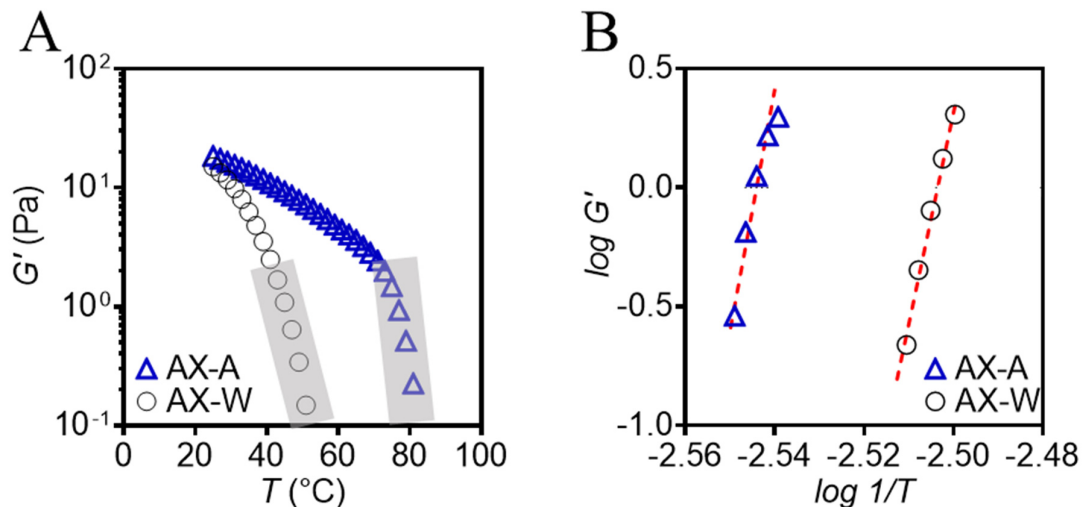 A
G' (Pa)
10²
10¹
10⁰
10⁻¹
AX-A
AX-W
0
20
40
60
80
100
T (°C)
B
log G'
0.5
0.0
-0.5
-1.0
AX-A
AX-W
-2.56
-2.54
-2.52
-2.50
-2.48
log 1/T